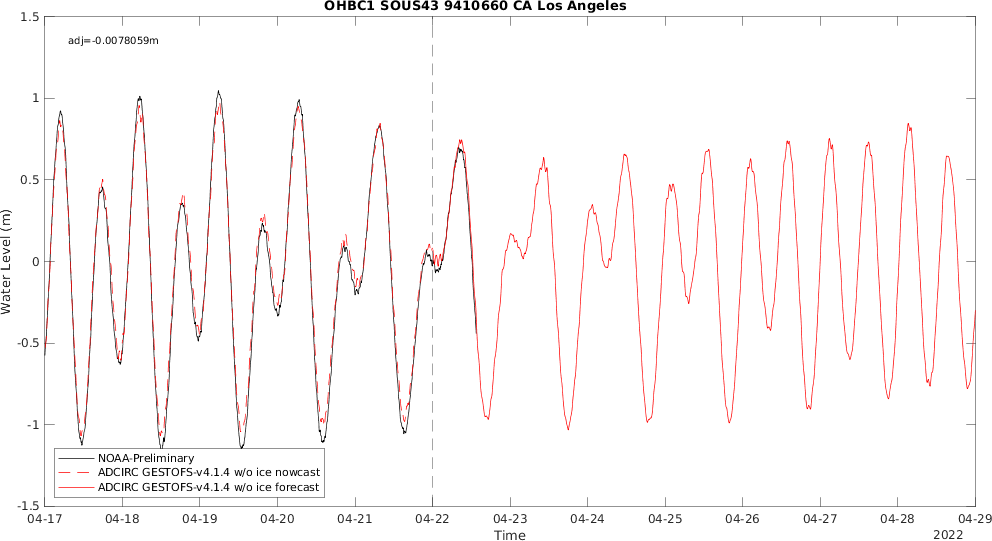 OHBC1 SOUS43 9410660 CA Los Angeles
1.5
adj=-0.0078059m
1
0.5
0
-0.5
-1
-1.5
Water Level (m)
NOAA-Preliminary
ADCIRC GESTOFS-v4.1.4 w/o ice nowcast
ADCIRC GESTOFS-v4.1.4 w/o ice forecast
04-17 04-18 04-19 04-20 04-21 04-22 04-23 04-24 04-25 04-26 04-27 04-28 04-29
Time
2022